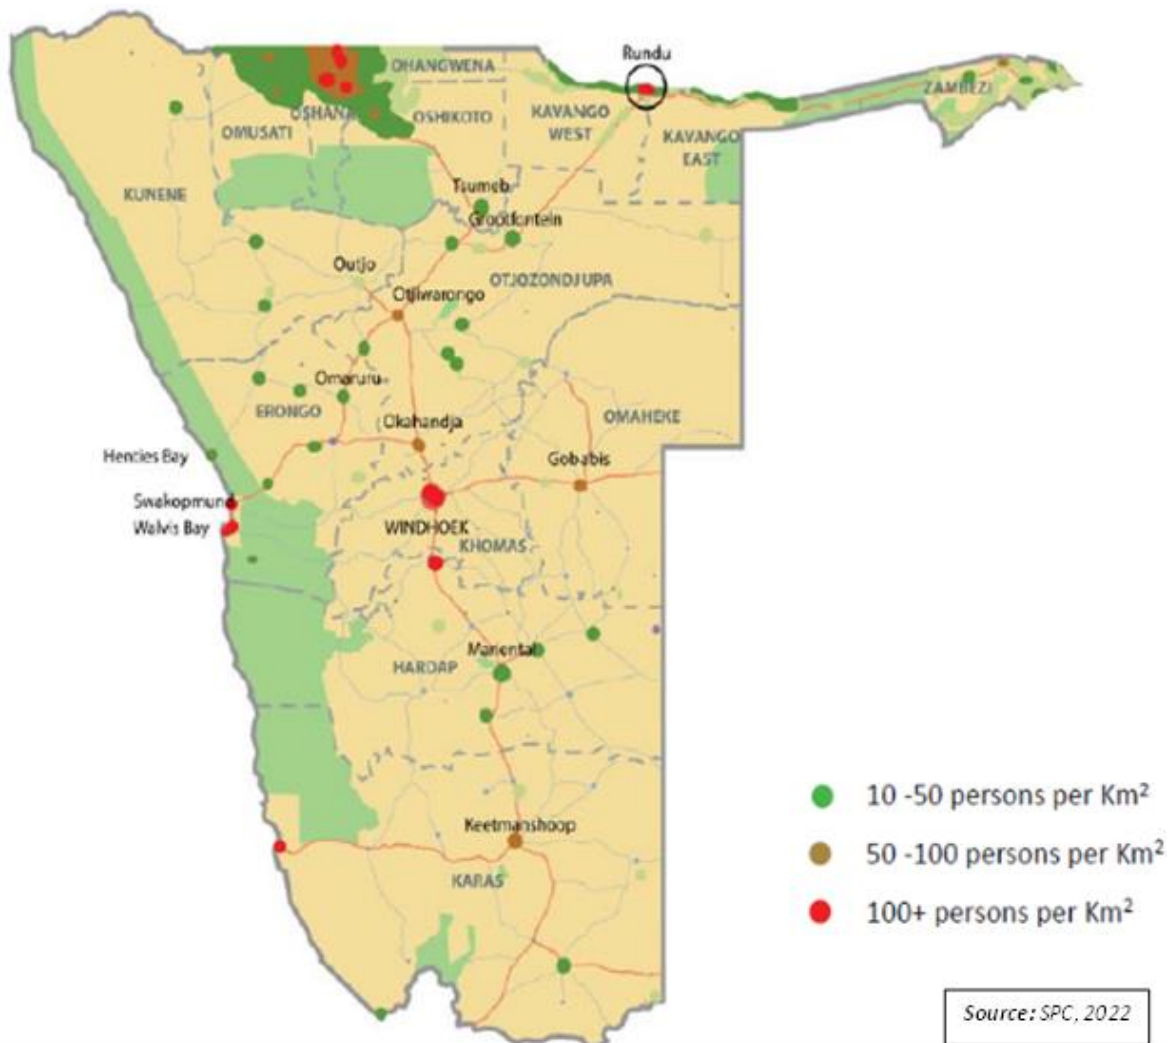 Rundu
OHANGWENA
ZAMBEZI
OSHANA
OSHIKOTO
KAVANGO
WEST
OMUSATI
KAVANGO
EAST
KUNENE
Tsumeb
Grootfontein
Outjo
OTJOZONDJUPA
Otjiwarongo
Omaruru
ERONGO
OMAHEKE
Okahandja
Henties Bay
Gobabis
Swakopmund
Walvis Bay
WINDHOEK
KHOMAS
Mariental
HARDAP
10 -50 persons per Km²
Keetmanshoop
50 -100 persons per Km²
KARAS
100+ persons per Km²
Source: SPC, 2022